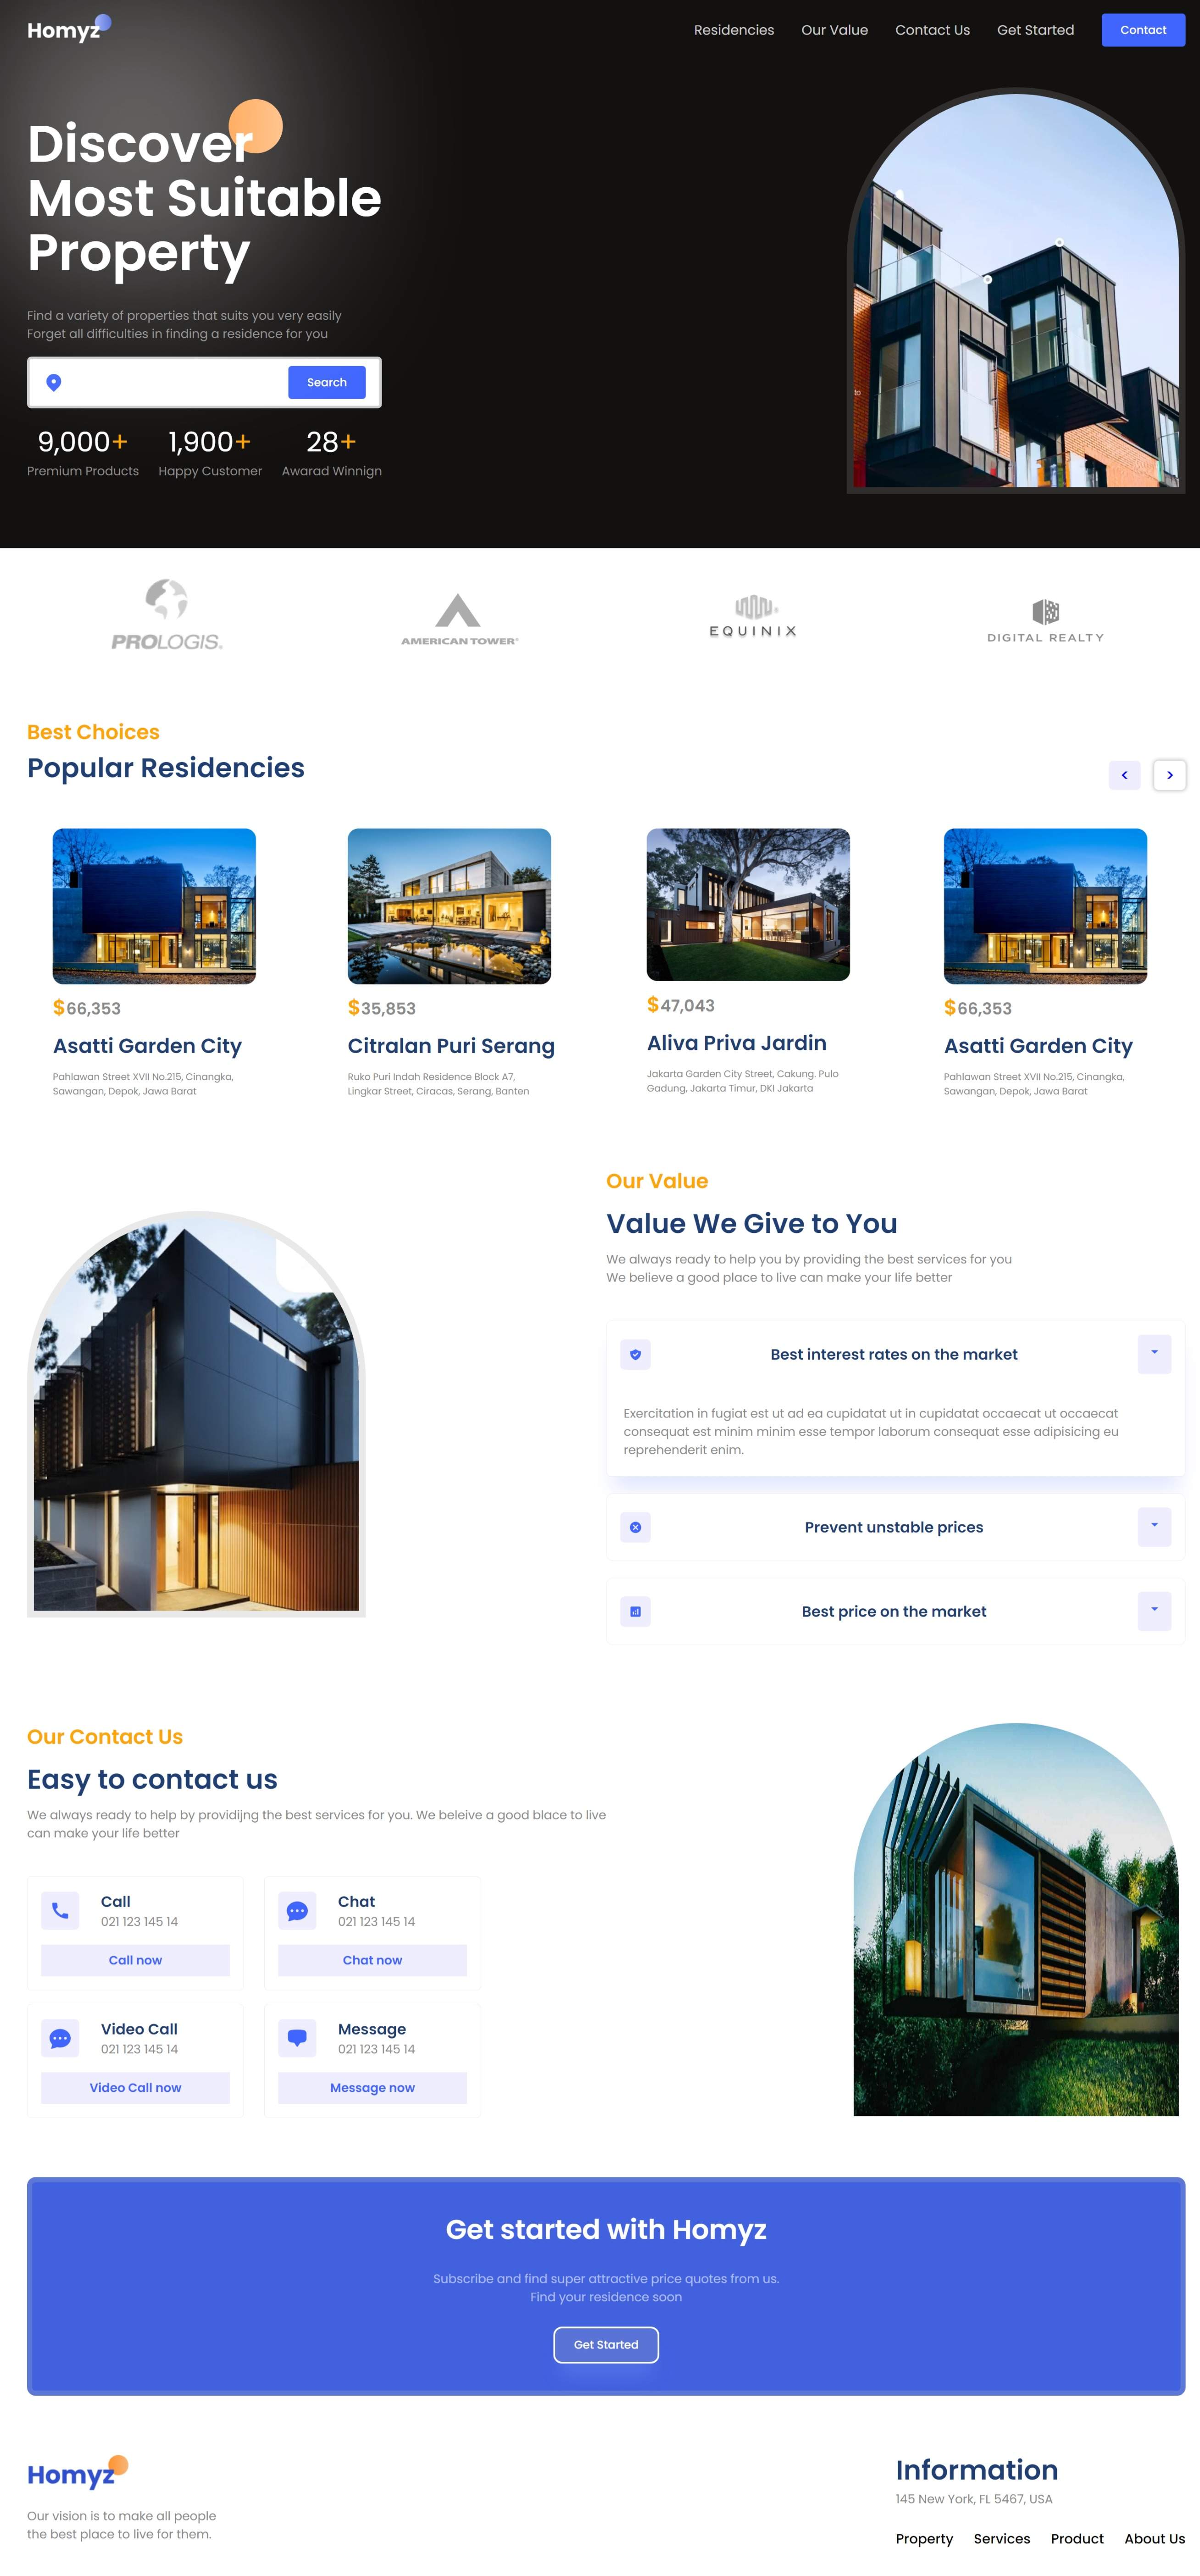 Homyz
Residencies Our Value Contact Us Get Started Contact
Discover
Most Suitable
Property
Find a variety of properties that suits you very easily
Forget all difficulties in finding a residence for you
Search
9,000+ 1,900+ 28+
Premium Products Happy Customer Awarad Winnign
PROLOGIS.
AMERICAN TOWER®
EQUINIX
DIGITAL REALTY
Best Choices
Popular Residencies
< >
$66,353
Asatti Garden City
Pahlawan Street XVII No.215, Cinangka,
Sawangan, Depok, Jawa Barat
$35,853
Citralan Puri Serang
Ruko Puri Indah Residence Block A7,
Lingkar Street, Ciracas, Serang, Banten
$47,043
Aliva Priva Jardin
Jakarta Garden City Street, Cakung. Pulo
Gadung, Jakarta Timur, DKI Jakarta
$66,353
Asatti Garden City
Pahlawan Street XVII No.215, Cinangka,
Sawangan, Depok, Jawa Barat
Our Value
Value We Give to You
We always ready to help you by providing the best services for you
We believe a good place to live can make your life better
Best interest rates on the market
Exercitation in fugiat est ut ad ea cupidatat ut in cupidatat occaecat ut occaecat
consequat est minim minim esse tempor laborum consequat esse adipisicing eu
reprehenderit enim.
Prevent unstable prices
Best price on the market
Our Contact Us
Easy to contact us
We always ready to help by providijng the best services for you. We beleive a good blace to live
can make your life better
Call
021 123 145 14
Call now
Chat
021 123 145 14
Chat now
Video Call
021 123 145 14
Video Call now
Message
021 123 145 14
Message now
Get started with Homyz
Subscribe and find super attractive price quotes from us.
Find your residence soon
Get Started
Homyz
Our vision is to make all people
the best place to live for them.
Information
145 New York, FL 5467, USA
Property Services Product About Us